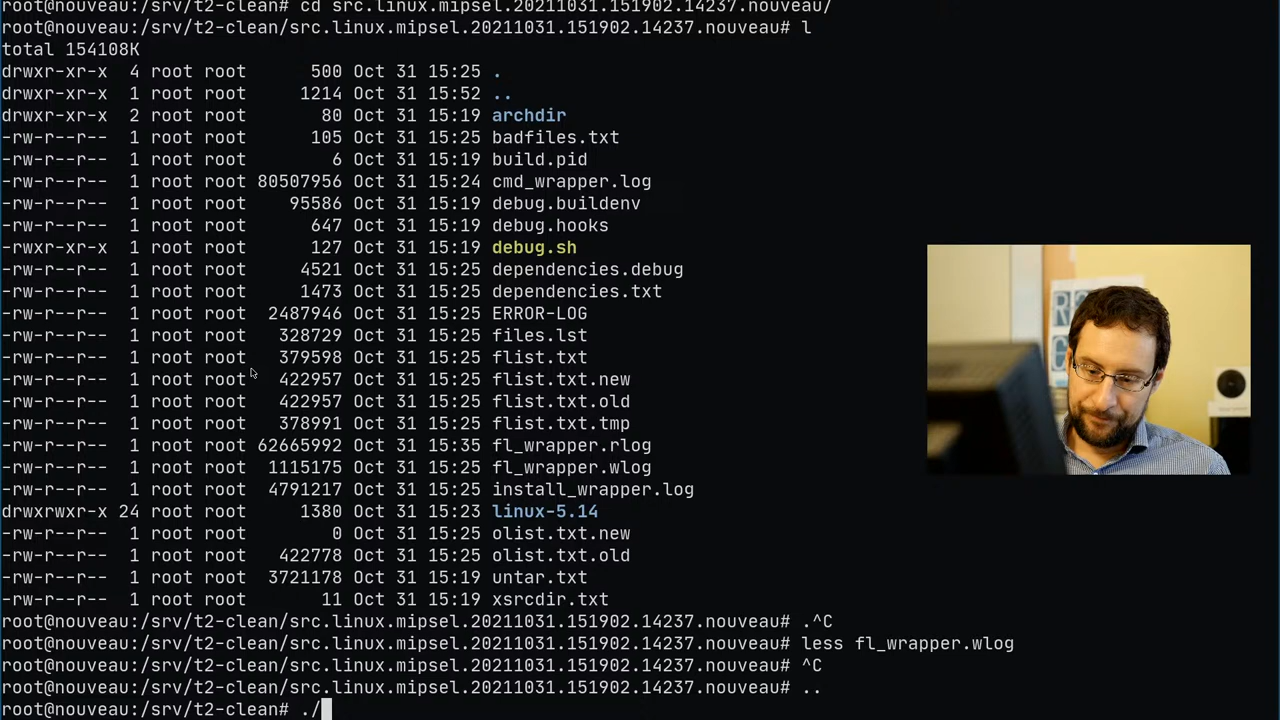 root@nouveau:/srv/t2-clean# cd src.linux.mipsel.20211031.151902.14237.nouveau/
root@nouveau:/srv/t2-clean/src.linux.mipsel.20211031.151902.14237.nouveau# l
total 154108K
drwxr-xr-x  4 root root      500 Oct 31 15:25 .
drwxr-xr-x  1 root root     1214 Oct 31 15:52 ..
drwxr-xr-x  2 root root       80 Oct 31 15:19 archdir
-rw-r--r--  1 root root      105 Oct 31 15:25 badfiles.txt
-rw-r--r--  1 root root        6 Oct 31 15:19 build.pid
-rw-r--r--  1 root root 80507956 Oct 31 15:24 cmd_wrapper.log
-rw-r--r--  1 root root    95586 Oct 31 15:19 debug.buildenv
-rw-r--r--  1 root root      647 Oct 31 15:19 debug.hooks
-rwxr-xr-x  1 root root      127 Oct 31 15:19 debug.sh
-rw-r--r--  1 root root     4521 Oct 31 15:25 dependencies.debug
-rw-r--r--  1 root root     1473 Oct 31 15:25 dependencies.txt
-rw-r--r--  1 root root  2487946 Oct 31 15:25 ERROR-LOG
-rw-r--r--  1 root root   328729 Oct 31 15:25 files.lst
-rw-r--r--  1 root root   379598 Oct 31 15:25 flist.txt
-rw-r--r--  1 root root   422957 Oct 31 15:25 flist.txt.new
-rw-r--r--  1 root root   422957 Oct 31 15:25 flist.txt.old
-rw-r--r--  1 root root   378991 Oct 31 15:25 flist.txt.tmp
-rw-r--r--  1 root root 62665992 Oct 31 15:35 fl_wrapper.rlog
-rw-r--r--  1 root root  1115175 Oct 31 15:25 fl_wrapper.wlog
-rw-r--r--  1 root root  4791217 Oct 31 15:25 install_wrapper.log
drwxrwxr-x 24 root root     1380 Oct 31 15:23 linux-5.14
-rw-r--r--  1 root root        0 Oct 31 15:25 olist.txt.new
-rw-r--r--  1 root root   422778 Oct 31 15:25 olist.txt.old
-rw-r--r--  1 root root  3721178 Oct 31 15:19 untar.txt
-rw-r--r--  1 root root       11 Oct 31 15:19 xsrcdir.txt
root@nouveau:/srv/t2-clean/src.linux.mipsel.20211031.151902.14237.nouveau# .^C
root@nouveau:/srv/t2-clean/src.linux.mipsel.20211031.151902.14237.nouveau# less fl_wrapper.wlog
root@nouveau:/srv/t2-clean/src.linux.mipsel.20211031.151902.14237.nouveau# ^C
root@nouveau:/srv/t2-clean/src.linux.mipsel.20211031.151902.14237.nouveau# ..
root@nouveau:/srv/t2-clean# ./